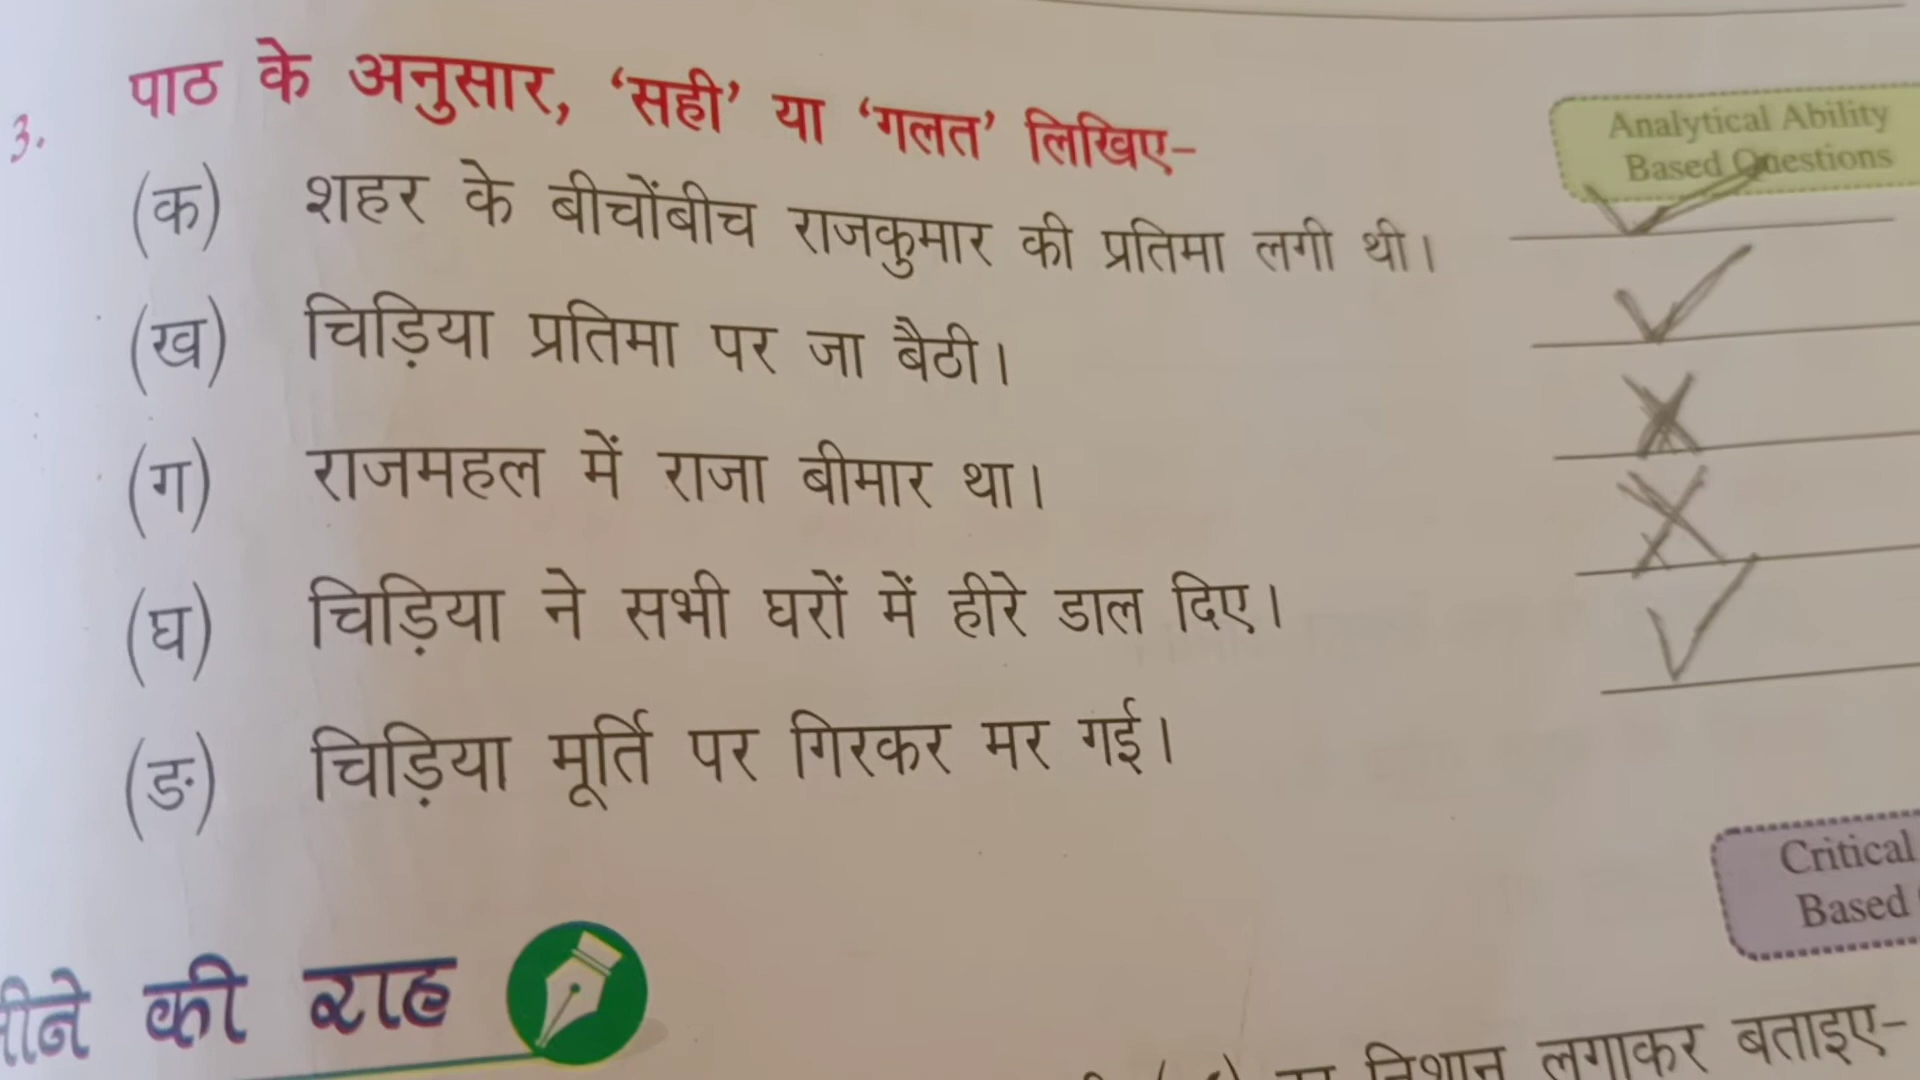 3. पाठ के अनुसार, ‘सही’ या ‘गलत’ लिखिए-
Analytical Ability
Based Questions
(क) शहर के बीचोंबीच राजकुमार की प्रतिमा लगी थी। ✓
(ख) चिड़िया प्रतिमा पर जा बैठी। ✓
(ग) राजमहल में राजा बीमार था। ✗
(घ) चिड़िया ने सभी घरों में हीरे डाल दिए। ✗
(ङ) चिड़िया मूर्ति पर गिरकर मर गई। ✓
Critical
Based
की राह
लगाकर बताइए-